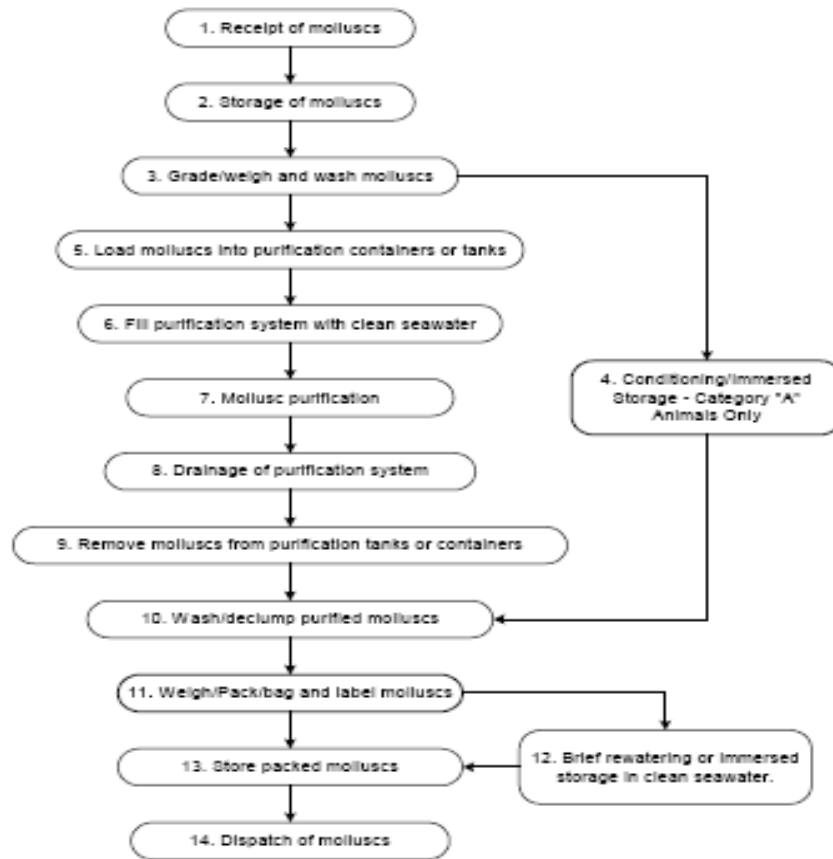 1. Receipt of molluscs
2. Storage of molluscs
3. Grade/weigh and wash molluscs
5. Load molluscs into purification containers or tanks
6. Fill purification system with clean seawater
4. Conditioning/Immersed
Storage - Category "A"
Animals Only
7. Mollusc purification
8. Drainage of purification system
9. Remove molluscs from purification tanks or containers
10. Wash/declump purified molluscs
11. Weigh/Pack/bag and label molluscs
12. Brief rewatering or immersed
storage in clean seawater.
13. Store packed molluscs
14. Dispatch of molluscs